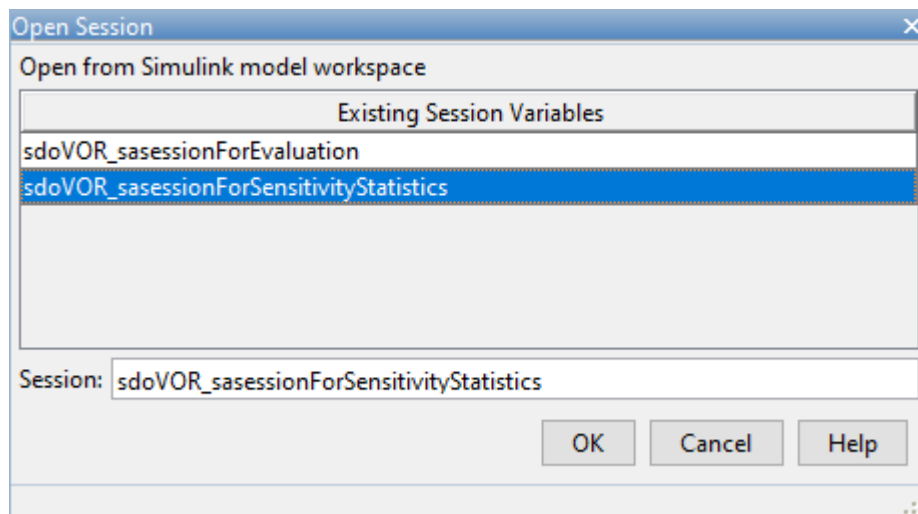 Open Session
Open from Simulink model workspace
Existing Session Variables
sdoVOR_sasessionForEvaluation
sdoVOR_sasessionForSensitivityStatistics
Session: sdoVOR_sasessionForSensitivityStatistics
OK Cancel Help